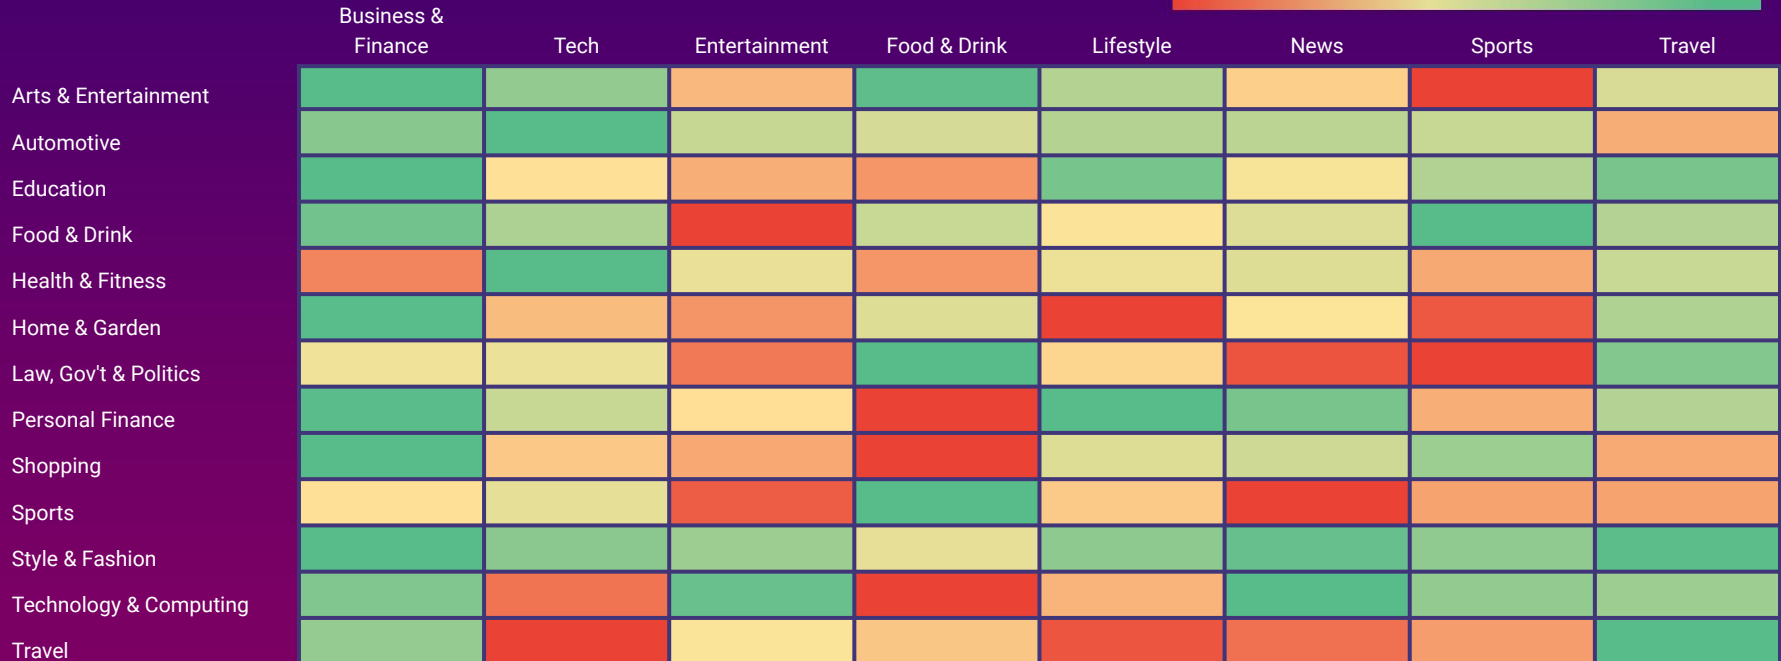 Business &
Finance Tech Entertainment Food & Drink Lifestyle News Sports Travel
Arts & Entertainment
Automotive
Education
Food & Drink
Health & Fitness
Home & Garden
Law, Gov't & Politics
Personal Finance
Shopping
Sports
Style & Fashion
Technology & Computing
Travel